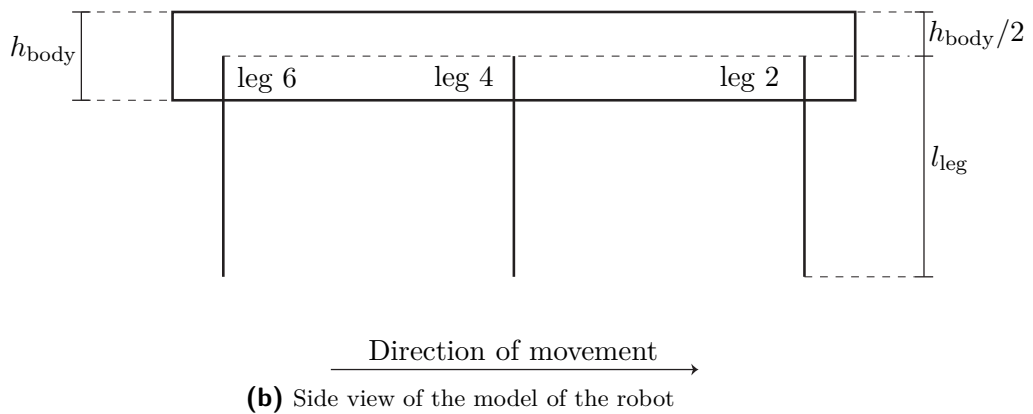 h_body
h_body/2
leg 6
leg 4
leg 2
l_leg
Direction of movement
(b) Side view of the model of the robot